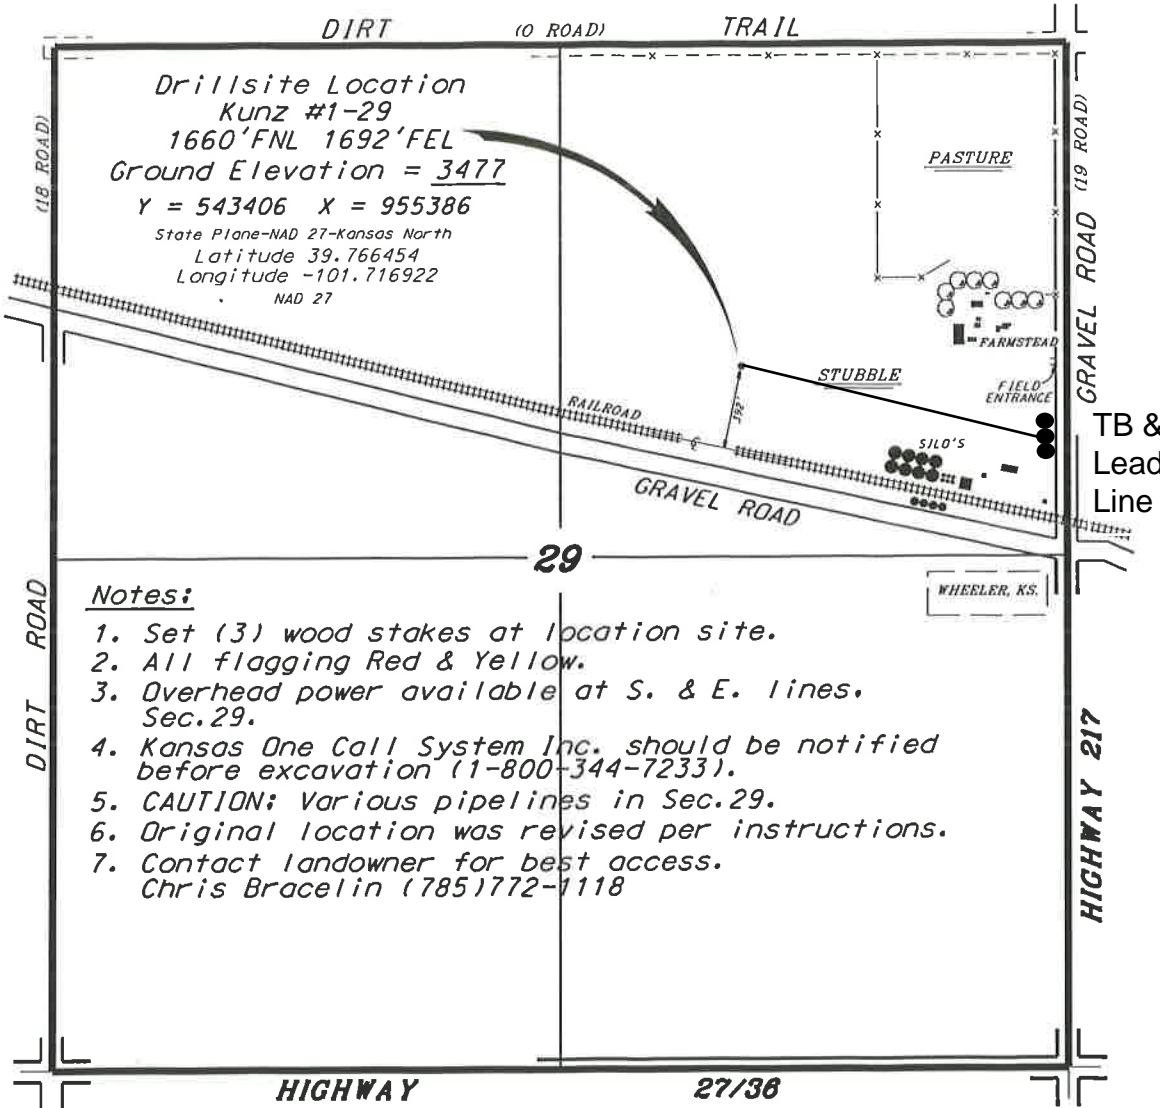 DIRT (O ROAD) TRAIL
Drillsite Location
Kunz #1-29
1660'FNL 1692'FEL
Ground Elevation = 3477
Y = 543406 X = 955386
State Plane-NAD 27-Kansas North
Latitude 39.766454
Longitude -101.716922
NAD 27
(18 ROAD)
(19 ROAD)
PASTURE
GRAVEL ROAD
FARMSTEAD
STUBBLE
FIELD
ENTRANCE
RAILROAD
392'
SILO'S
TB &
Lead
Line
GRAVEL ROAD
29
WHEELER, KS.
Notes:
1. Set (3) wood stakes at location site.
2. All flagging Red & Yellow.
3. Overhead power available at S. & E. lines,
Sec.29.
4. Kansas One Call System Inc. should be notified
before excavation (1-800-344-7233).
5. CAUTION: Various pipelines in Sec.29.
6. Original location was revised per instructions.
7. Contact landowner for best access.
Chris Bracelin (785)772-1118
DIRT ROAD
HIGHWAY 217
HIGHWAY 27/36